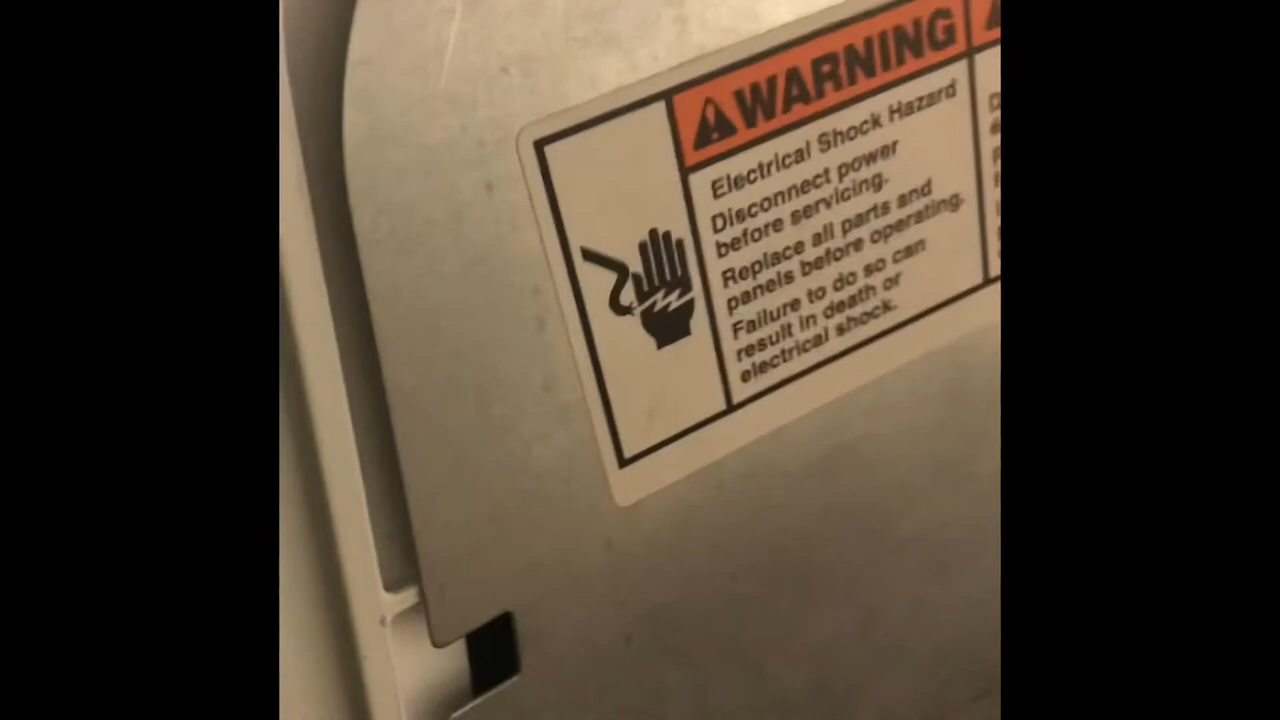 WARNING
Electrical Shock Hazard
Disconnect power
before servicing.
Replace all parts and
panels before operating.
Failure to do so can
result in death or
electrical shock.